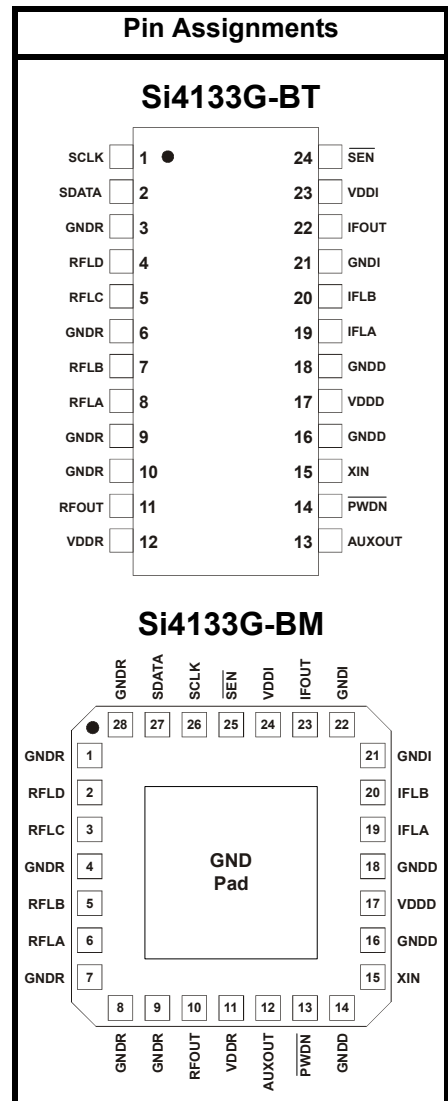 Pin Assignments
Si4133G-BT
SCLK 1 24 SEN
SDATA 2 23 VDDI
GNDR 3 22 IFOUT
RFLD 4 21 GNDI
RFLC 5 20 IFLB
GNDR 6 19 IFLA
RFLB 7 18 GNDD
RFLA 8 17 VDDD
GNDR 9 16 GNDD
GNDR 10 15 XIN
RFOUT 11 14 PWDN
VDDR 12 13 AUXOUT
Si4133G-BM
GNDR SDATA SCLK SEN VDDI IFOUT GNDI
28 27 26 25 24 23 22
GNDR 1 21 GNDI
RFLD 2 20 IFLB
RFLC 3 19 IFLA
GNDR 4 18 GNDD
RFLB 5 17 VDDD
RFLA 6 16 GNDD
GNDR 7 15 XIN
GND
Pad
8 9 10 11 12 13 14
GNDR GNDR RFOUT VDDR AUXOUT PWDN GNDD